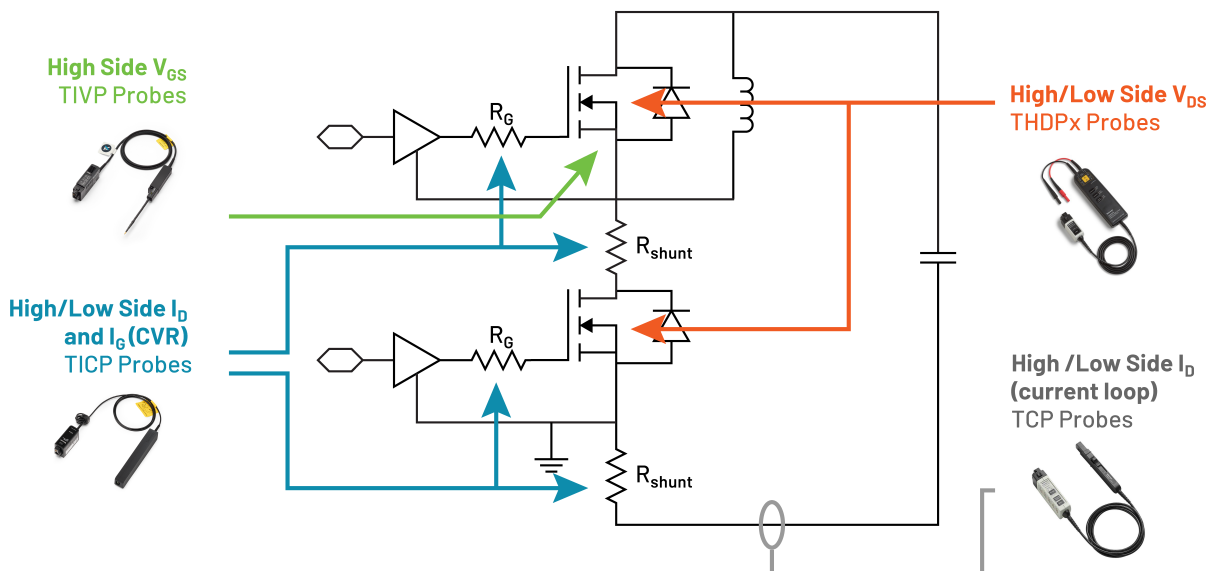 High Side VGS
TIVP Probes
High/Low Side ID
and IG (CVR)
TICP Probes
RG
Rshunt
RG
Rshunt
High/Low Side VDS
THDPx Probes
High /Low Side ID
(current loop)
TCP Probes